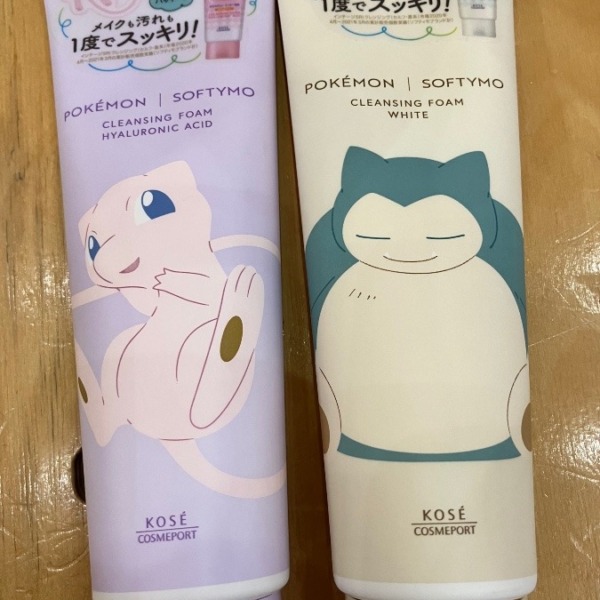 メイクも汚れも
1度でスッキリ!
POKÉMON | SOFTYMO
CLEANSING FOAM
HYALURONIC ACID
KOSÉ
COSMEPORT
1度でスッキリ!
POKÉMON | SOFTYMO
CLEANSING FOAM
WHITE
KOSÉ
COSMEPORT